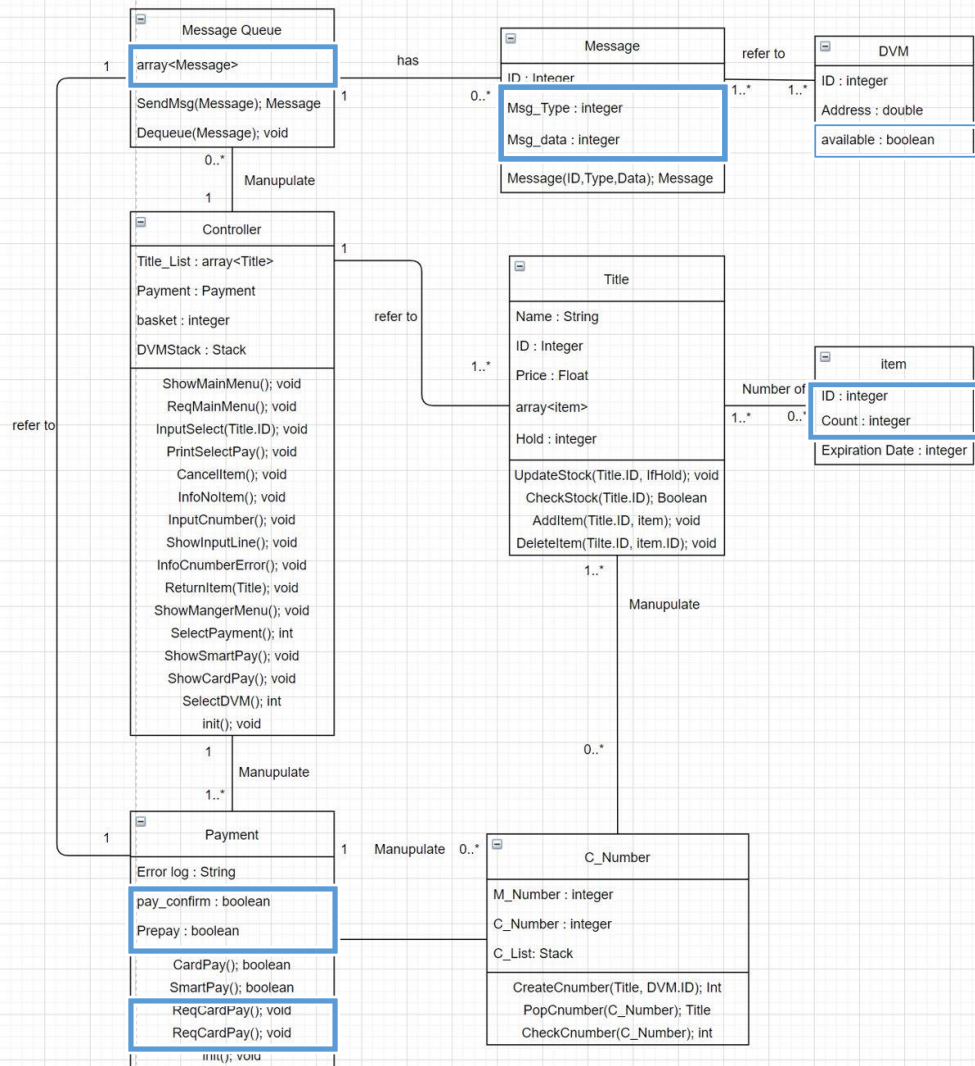 Message Queue
array<Message>
SendMsg(Message); Message
Dequeue(Message); void
1
has
1
0..*
Message
ID : Integer
Msg_Type : integer
Msg_data : integer
Message(ID,Type,Data); Message
refer to
1..*
1..*
DVM
ID : integer
Address : double
available : boolean
0..*
Manupulate
1
Controller
Title_List : array<Title>
Payment : Payment
basket : integer
DVMStack : Stack
ShowMainMenu(); void
ReqMainMenu(); void
InputSelect(Title.ID); void
PrintSelectPay(); void
CancelItem(); void
InfoNoItem(); void
InputCnumber(); void
ShowInputLine(); void
InfoCnumberError(); void
ReturnItem(Title); void
ShowMangerMenu(); void
SelectPayment(); int
ShowSmartPay(); void
ShowCardPay(); void
SelectDVM(); int
init(); void
1
refer to
1..*
Title
Name : String
ID : Integer
Price : Float
array<item>
Hold : integer
UpdateStock(Title.ID, IfHold); void
CheckStock(Title.ID); Boolean
AddItem(Title.ID, item); void
DeleteItem(Tilte.ID, item.ID); void
Number of
1..*
0..*
item
ID : integer
Count : integer
Expiration Date : integer
refer to
1..*
Manupulate
0..*
1
Manupulate
1..*
1
Payment
Error log : String
pay_confirm : boolean
Prepay : boolean
CardPay(); boolean
SmartPay(); boolean
ReqCardPay(); void
ReqCardPay(); void
init(); void
1
Manupulate
0..*
C_Number
M_Number : integer
C_Number : integer
C_List: Stack
CreateCnumber(Title, DVM.ID); Int
PopCnumber(C_Number); Title
CheckCnumber(C_Number); int